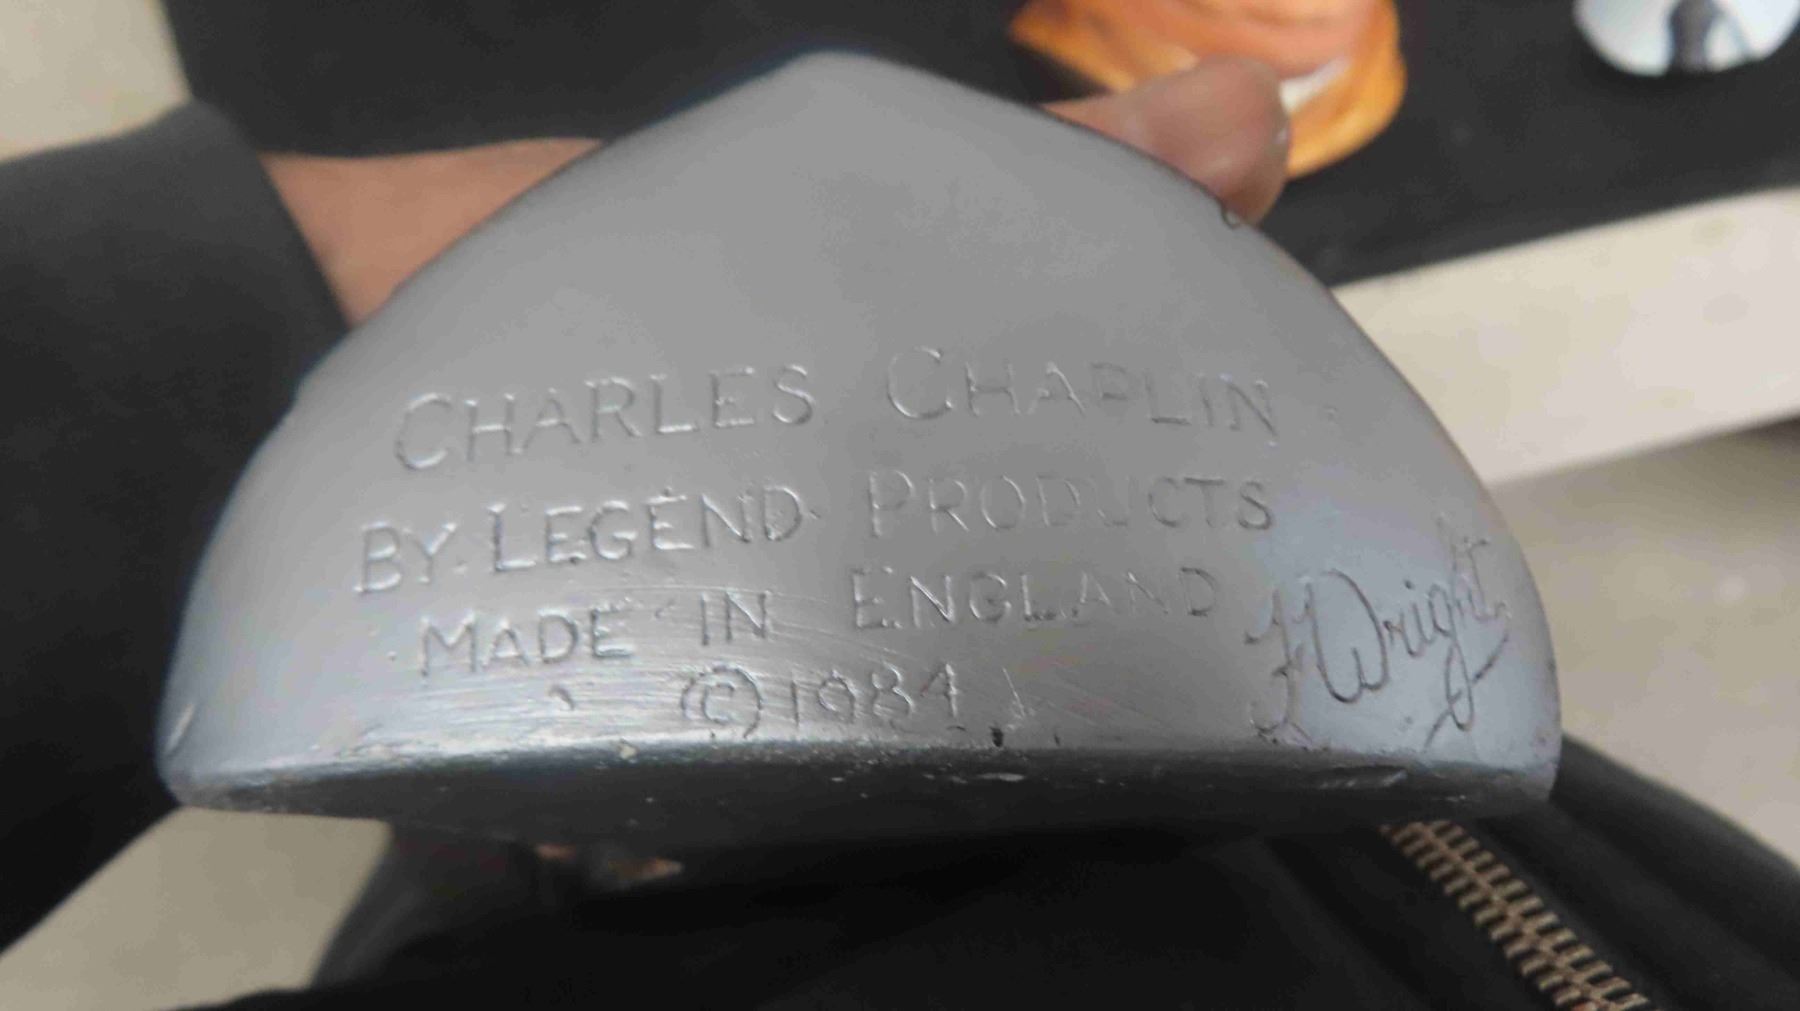 CHARLES CHAPLIN
BY LEGEND PRODUCTS
MADE IN ENGLAND
© 1984
F Wright